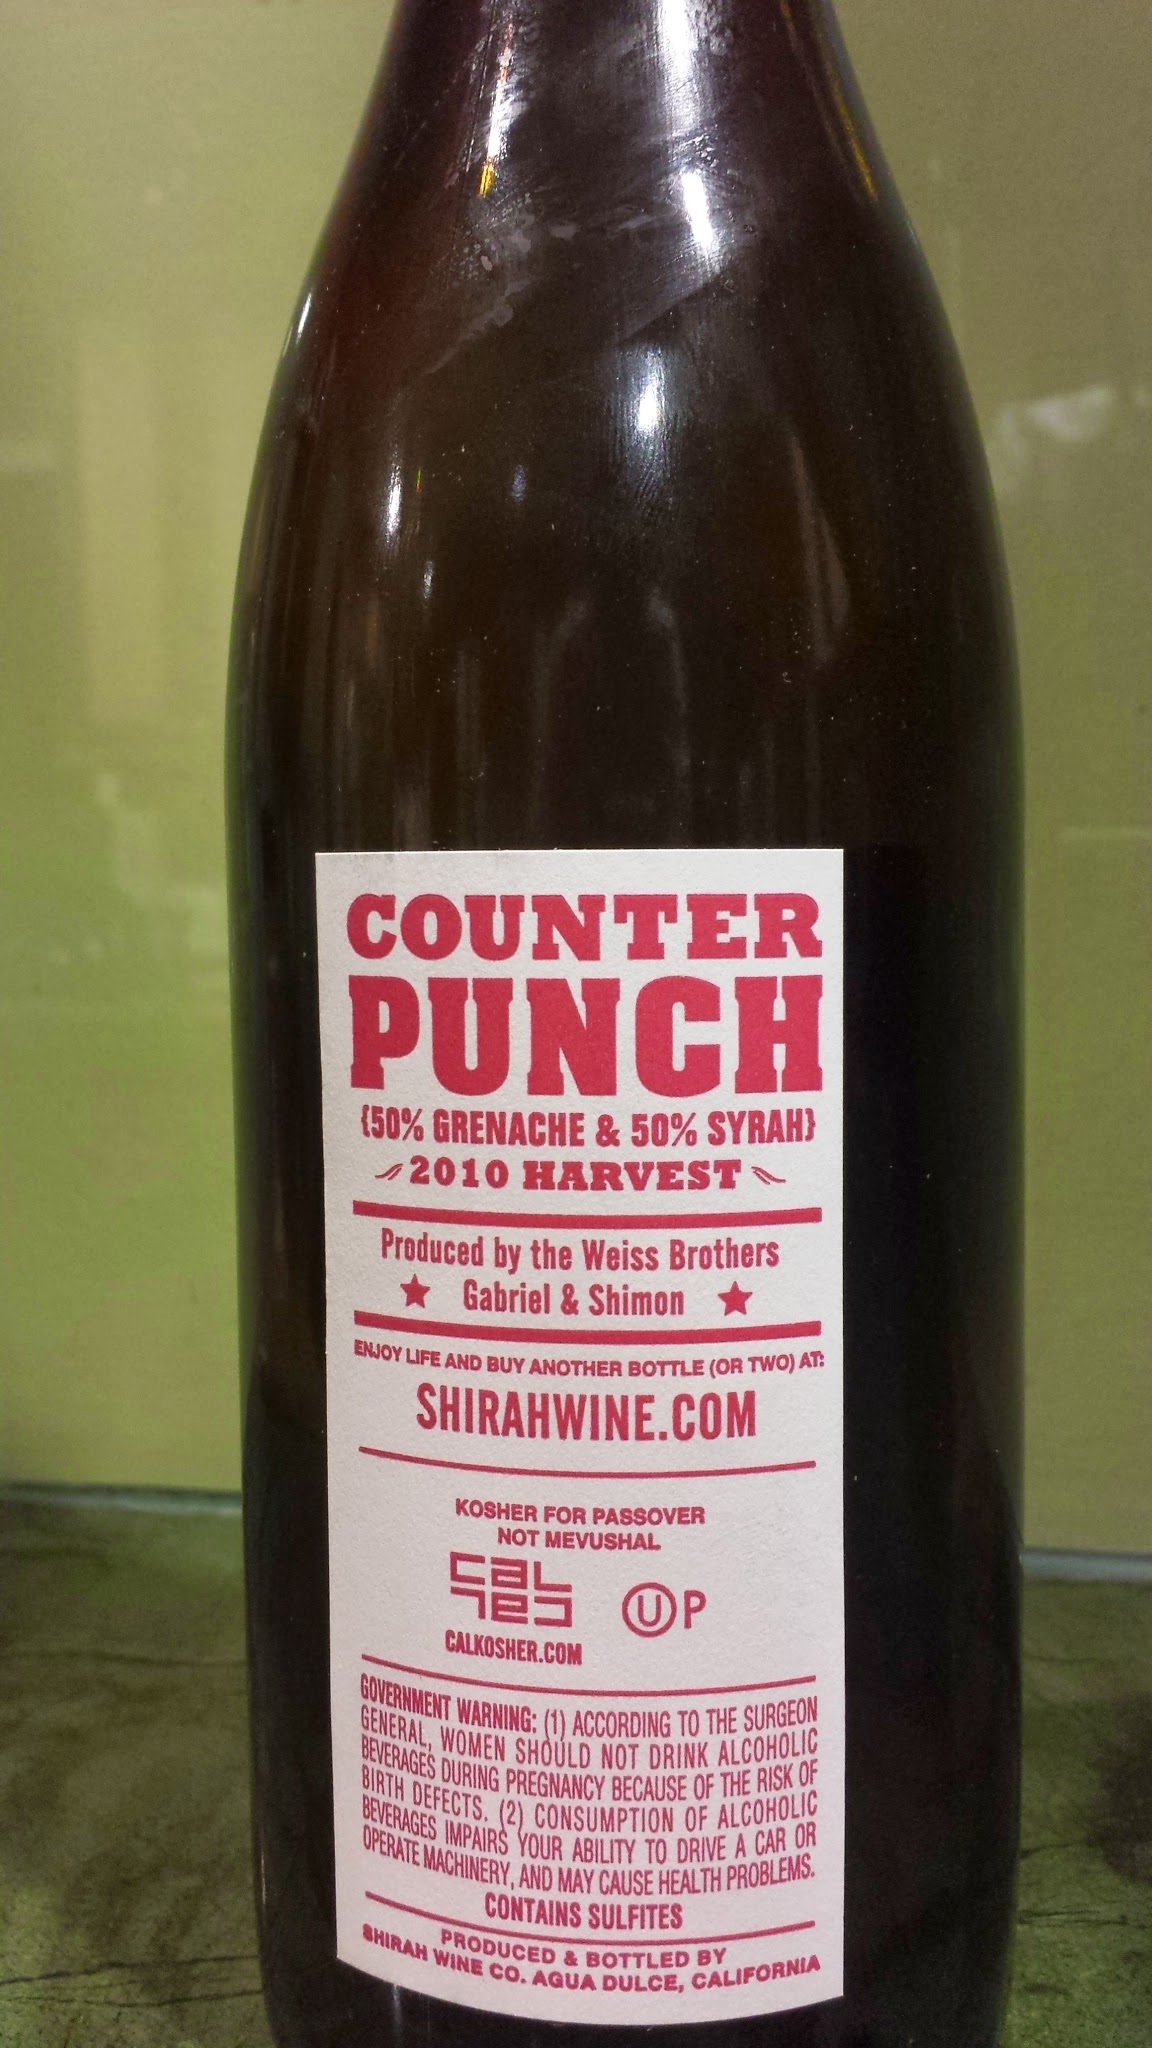 COUNTER
PUNCH
{50% GRENACHE & 50% SYRAH}
2010 HARVEST
Produced by the Weiss Brothers
★ Gabriel & Shimon ★
ENJOY LIFE AND BUY ANOTHER BOTTLE (OR TWO) AT:
SHIRAHWINE.COM
KOSHER FOR PASSOVER
NOT MEVUSHAL
CAL
כשר
U P
CALKOSHER.COM
GOVERNMENT WARNING: (1) ACCORDING TO THE SURGEON
GENERAL, WOMEN SHOULD NOT DRINK ALCOHOLIC
BEVERAGES DURING PREGNANCY BECAUSE OF THE RISK OF
BIRTH DEFECTS. (2) CONSUMPTION OF ALCOHOLIC
BEVERAGES IMPAIRS YOUR ABILITY TO DRIVE A CAR OR
OPERATE MACHINERY, AND MAY CAUSE HEALTH PROBLEMS.
CONTAINS SULFITES
PRODUCED & BOTTLED BY
SHIRAH WINE CO. AGUA DULCE, CALIFORNIA